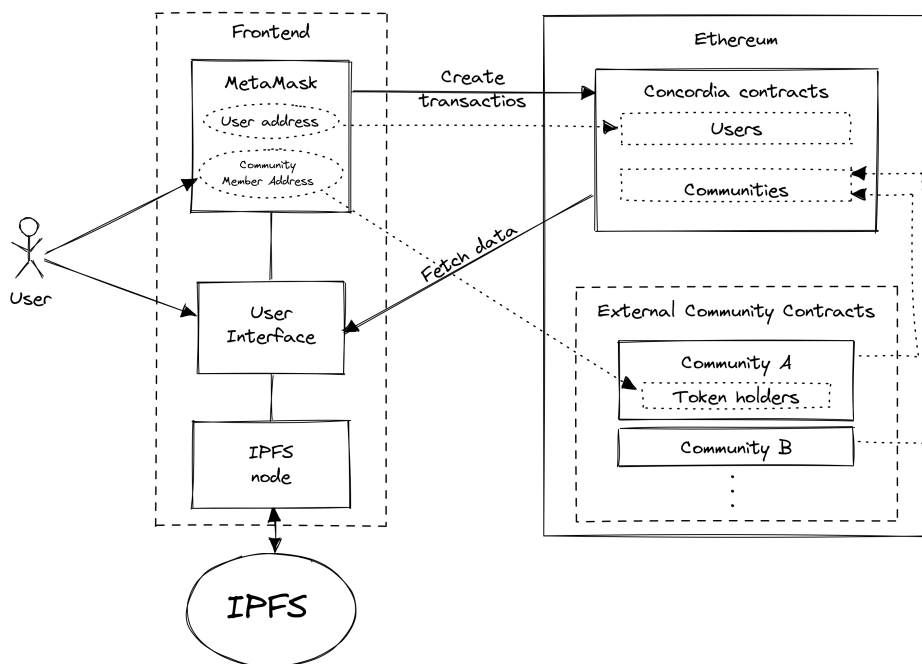 Frontend
MetaMask
User address
Community
Member Address
User
User
Interface
IPFS
node
IPFS
Create
transactios
Fetch data
Ethereum
Concordia contracts
Users
Communities
External Community Contracts
Community A
Token holders
Community B